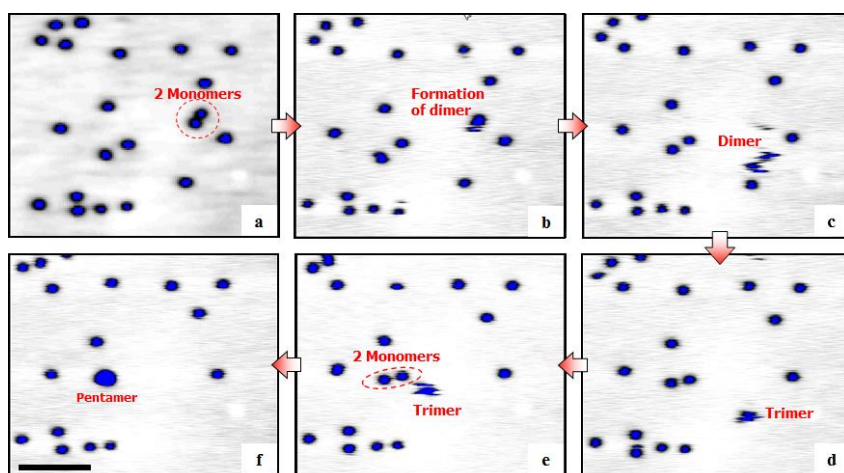 2 Monomers
a
Formation
of dimer
b
Dimer
c
Pentamer
f
2 Monomers
Trimer
e
Trimer
d